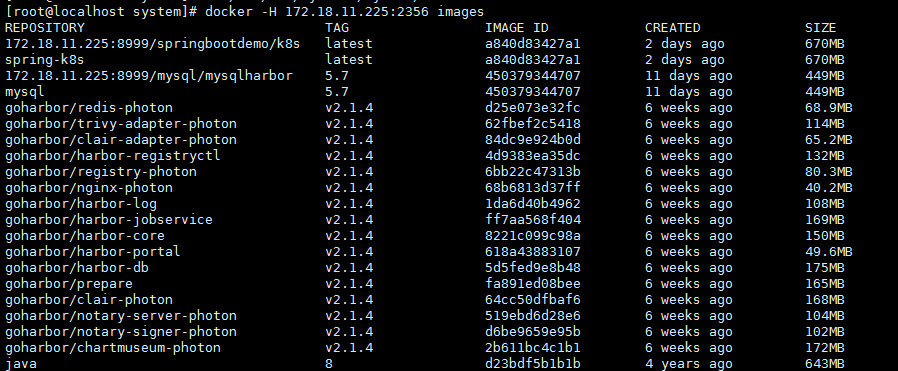 [root@localhost system]# docker -H 172.18.11.225:2356 images
REPOSITORY TAG IMAGE ID CREATED SIZE
172.18.11.225:8999/springbootdemo/k8s latest a840d83427a1 2 days ago 670MB
spring-k8s latest a840d83427a1 2 days ago 670MB
172.18.11.225:8999/mysql/mysqlharbor 5.7 450379344707 11 days ago 449MB
mysql 5.7 450379344707 11 days ago 449MB
goharbor/redis-photon v2.1.4 d25e073e32fc 6 weeks ago 68.9MB
goharbor/trivy-adapter-photon v2.1.4 62fbef2c5418 6 weeks ago 114MB
goharbor/clair-adapter-photon v2.1.4 84dc9e924b0d 6 weeks ago 65.2MB
goharbor/harbor-registryctl v2.1.4 4d9383ea35dc 6 weeks ago 132MB
goharbor/registry-photon v2.1.4 6bb22c47313b 6 weeks ago 80.3MB
goharbor/nginx-photon v2.1.4 68b6813d37ff 6 weeks ago 40.2MB
goharbor/harbor-log v2.1.4 1da6d40b4962 6 weeks ago 108MB
goharbor/harbor-jobservice v2.1.4 ff7aa568f404 6 weeks ago 169MB
goharbor/harbor-core v2.1.4 8221c099c98a 6 weeks ago 150MB
goharbor/harbor-portal v2.1.4 618a43883107 6 weeks ago 49.6MB
goharbor/harbor-db v2.1.4 5d5fed9e8b48 6 weeks ago 175MB
goharbor/prepare v2.1.4 fa891ed08bee 6 weeks ago 165MB
goharbor/clair-photon v2.1.4 64cc50dfbaf6 6 weeks ago 168MB
goharbor/notary-server-photon v2.1.4 519ebd6d28e6 6 weeks ago 104MB
goharbor/notary-signer-photon v2.1.4 d6be9659e95b 6 weeks ago 102MB
goharbor/chartmuseum-photon v2.1.4 2b611bc4c1b1 6 weeks ago 172MB
java 8 d23bdf5b1b1b 4 years ago 643MB